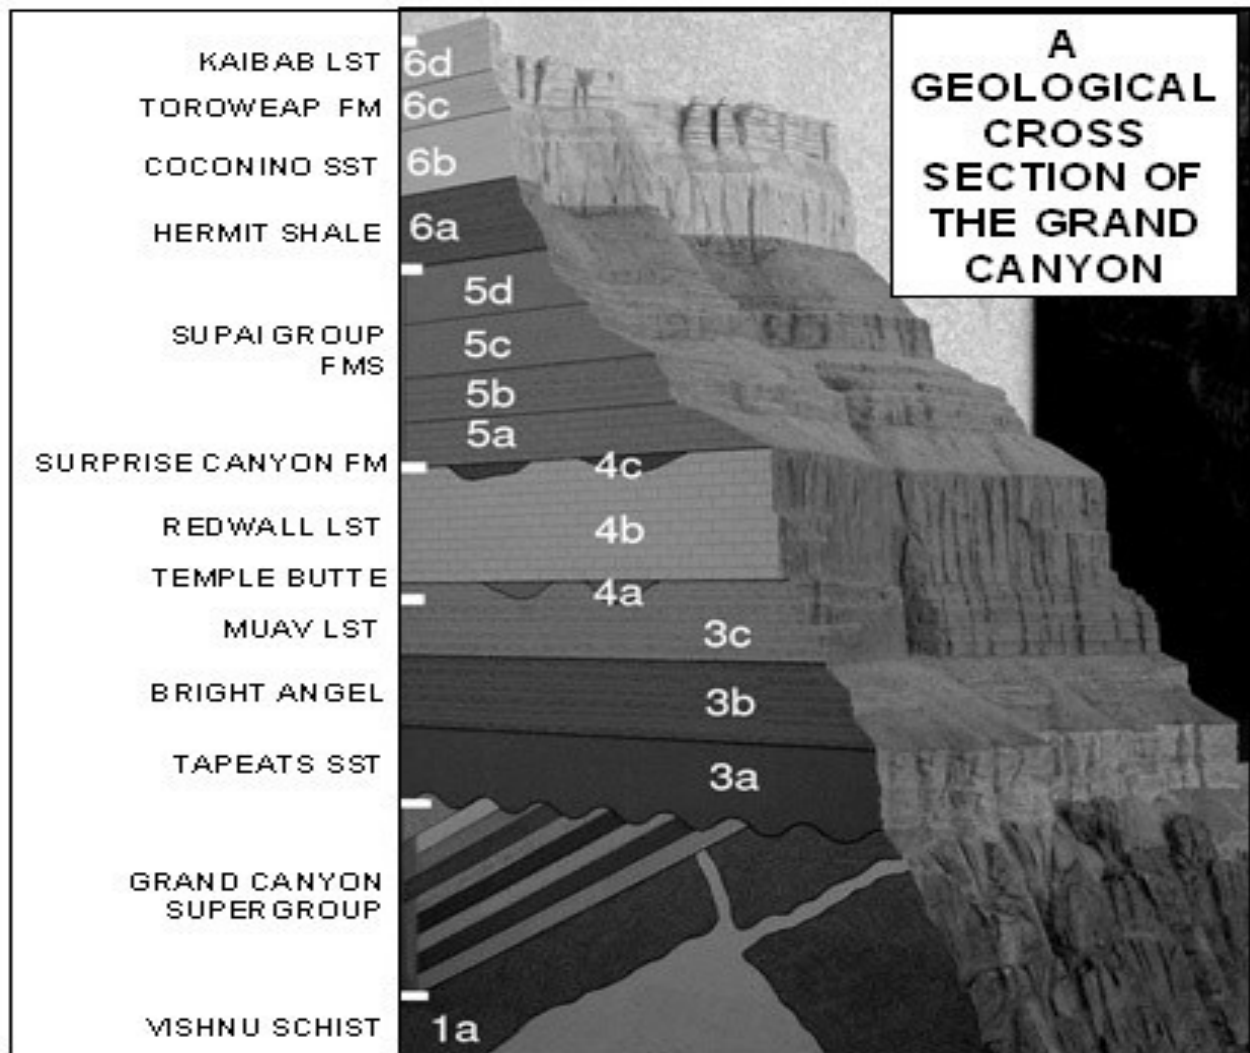 A
GEOLOGICAL
CROSS
SECTION OF
THE GRAND
CANYON
KAIBAB LST 6d
TOROWEAP FM 6c
COCONINO SST 6b
HERMIT SHALE 6a
5d
SUPAI GROUP
FMS
5c
5b
5a
SURPRISE CANYON FM 4c
REDWALL LST 4b
TEMPLE BUTTE 4a
MUAV LST 3c
BRIGHT ANGEL 3b
TAPEATS SST 3a
GRAND CANYON
SUPERGROUP
VISHNU SCHIST 1a